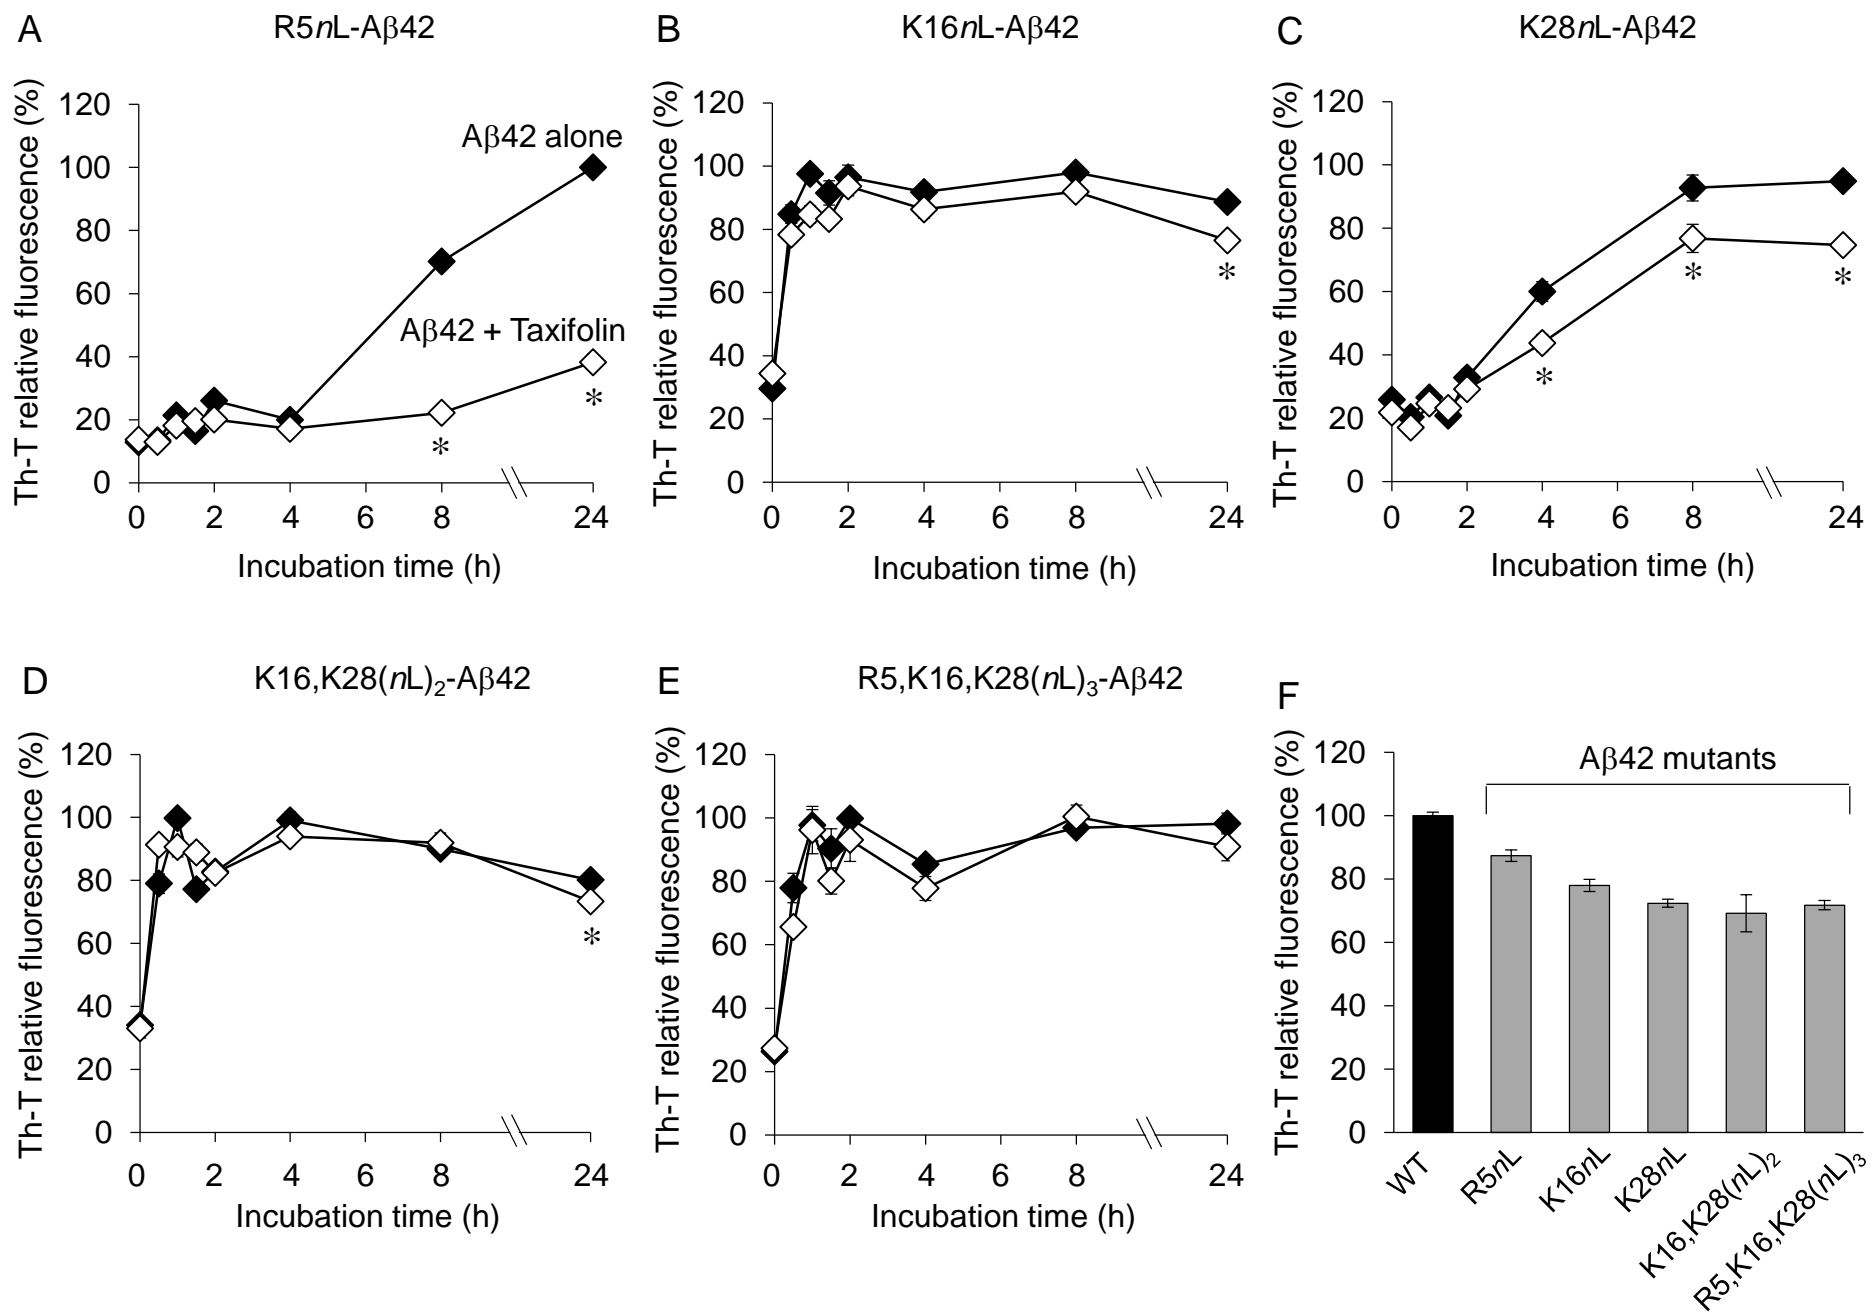 A
R5nL-Aβ42
Th-T relative fluorescence (%)
120
100
80
60
40
20
0
Aβ42 alone
Aβ42 + Taxifolin
*
*
0 2 4 6 8 24
Incubation time (h)
B
K16nL-Aβ42
Th-T relative fluorescence (%)
120
100
80
60
40
20
0
*
0 2 4 6 8 24
Incubation time (h)
C
K28nL-Aβ42
Th-T relative fluorescence (%)
120
100
80
60
40
20
0
*
*
*
0 2 4 6 8 24
Incubation time (h)
D
K16,K28(nL)₂-Aβ42
Th-T relative fluorescence (%)
120
100
80
60
40
20
0
*
0 2 4 6 8 24
Incubation time (h)
E
R5,K16,K28(nL)₃-Aβ42
Th-T relative fluorescence (%)
120
100
80
60
40
20
0
0 2 4 6 8 24
Incubation time (h)
F
Th-T relative fluorescence (%)
120
100
80
60
40
20
0
Aβ42 mutants
WT
R5nL
K16nL
K28nL
K16,K28(nL)₂
R5,K16,K28(nL)₃